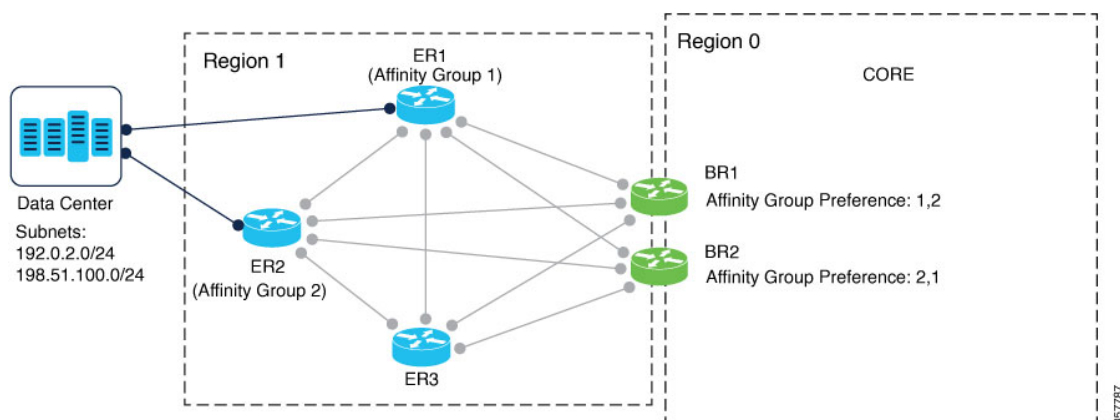 Region 1
ER1
(Affinity Group 1)
Region 0
CORE
Data Center
Subnets:
192.0.2.0/24
198.51.100.0/24
ER2
(Affinity Group 2)
ER3
BR1
Affinity Group Preference: 1,2
BR2
Affinity Group Preference: 2,1